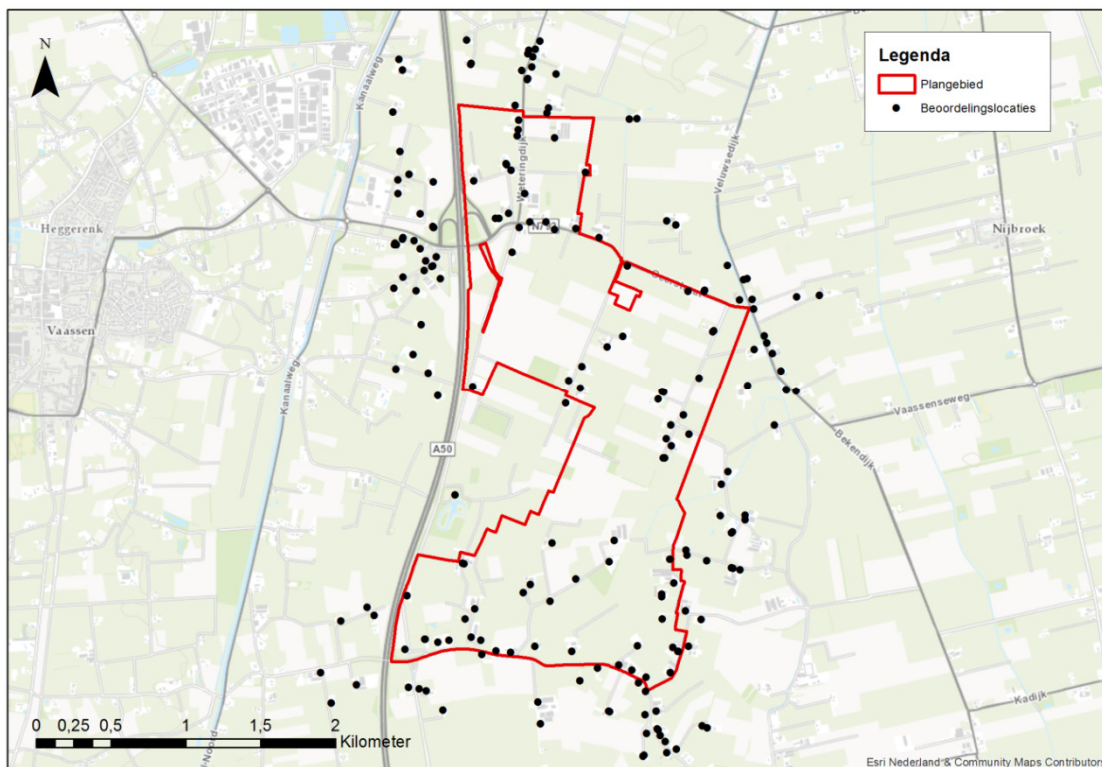 N
Legenda
Plangebied
Beoordelingslocaties
Kanaalweg
Weteringdijk
Veluwsedijk
Heggerenk
Nijbroek
Vaassen
Kanaalweg
A50
Vaassenseweg
Bekendijk
Kadijk
0 0,25 0,5 1 1,5 2
Kilometer
Esri Nederland & Community Maps Contributors